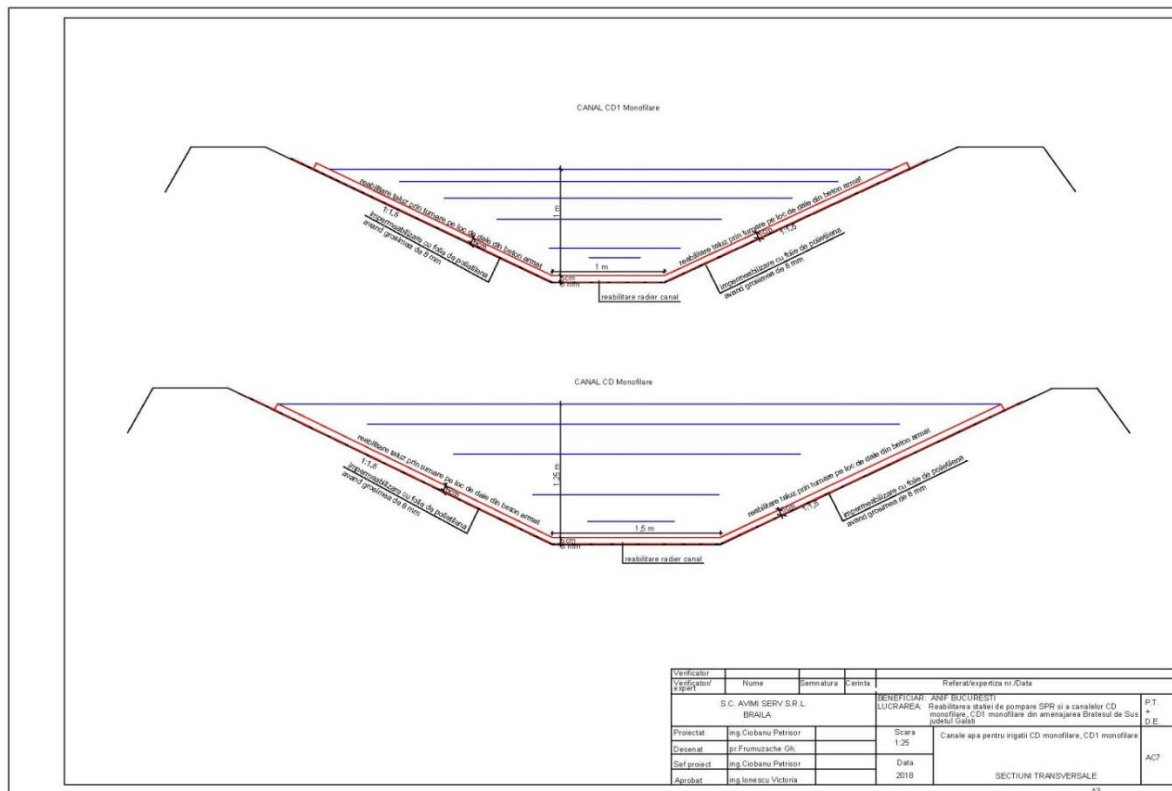 CANAL CD1 Monofilare
reabilitare taluz prin turnare pe loc de dale din beton armat
1:1,5
impermeabilizare cu folie de polietilena
avand grosimea de 8 mm
1 m
1 m
8 mm
reabilitare radier canal
reabilitare taluz prin turnare pe loc de dale din beton armat
1:1,5
impermeabilizare cu folie de polietilena
avand grosimea de 8 mm
CANAL CD Monofilare
reabilitare taluz prin turnare pe loc de dale din beton armat
1:1,5
impermeabilizare cu folie de polietilena
avand grosimea de 8 mm
1,25 m
1,5 m
8 mm
reabilitare radier canal
reabilitare taluz prin turnare pe loc de dale din beton armat
1:1,5
impermeabilizare cu folie de polietilena
avand grosimea de 8 mm
Verificator
Verificator/ expert Nume Semnatura Cerinta Referat/expertiza nr./Data
S.C. AVIMI SERV S.R.L.
BRAILA
BENEFICIAR: ANIF BUCURESTI
LUCRAREA: Reabilitarea statiei de pompare SPR si a canalelor CD
monofilare, CD1 monofilare din amenajarea Bratesul de Sus
judetul Galati
P.T.
+
D.E.
Proiectat ing.Ciobanu Petrisor
Desenat pr.Frumuzache Gh.
Sef proiect ing.Ciobanu Petrisor
Aprobat ing.Ionescu Victoria
Scara
1:25
Data
2018
Canale apa pentru irigatii CD monofilare, CD1 monofilare
SECTIUNI TRANSVERSALE
AC7
A3